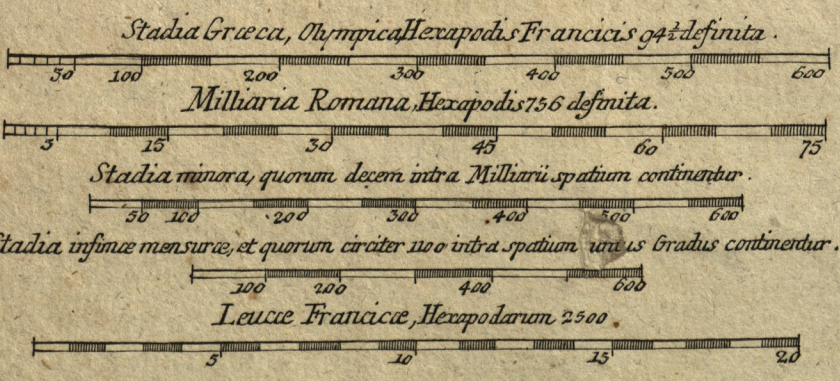 Stadia Græca, Olympica, Hexapodis Francicis 94½ definita.
50 100 200 300 400 500 600
Milliaria Romana, Hexapodis 756 definita.
5 15 30 45 60 75
Stadia minora, quorum decem intra Milliarii spatium continentur.
50 100 200 300 400 500 600
Stadia infimæ mensuræ, et quorum circiter 1100 intra spatium unius Gradus continentur.
100 200 400 600
Leucæ Francicæ, Hexapodarum 2500
5 10 15 20